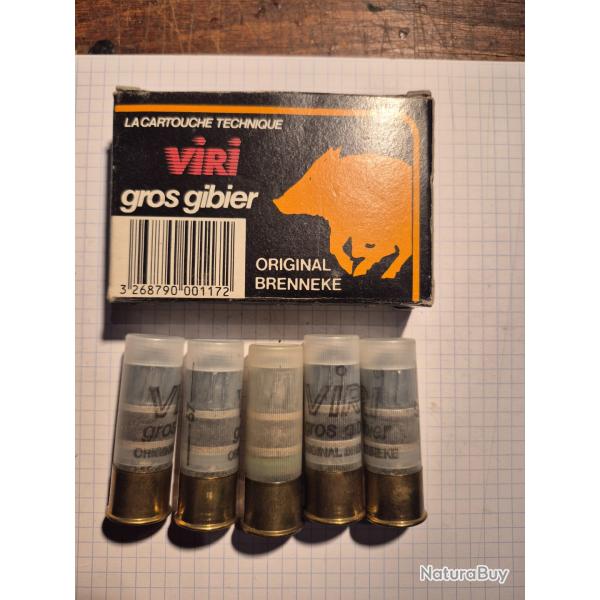 LA CARTOUCHE TECHNIQUE
ViRi
gros gibier
ORIGINAL
BRENNEKE
3 268790 001172
ViRi
gros gibier
ORIGINAL BRENNEKE
NaturaBuy